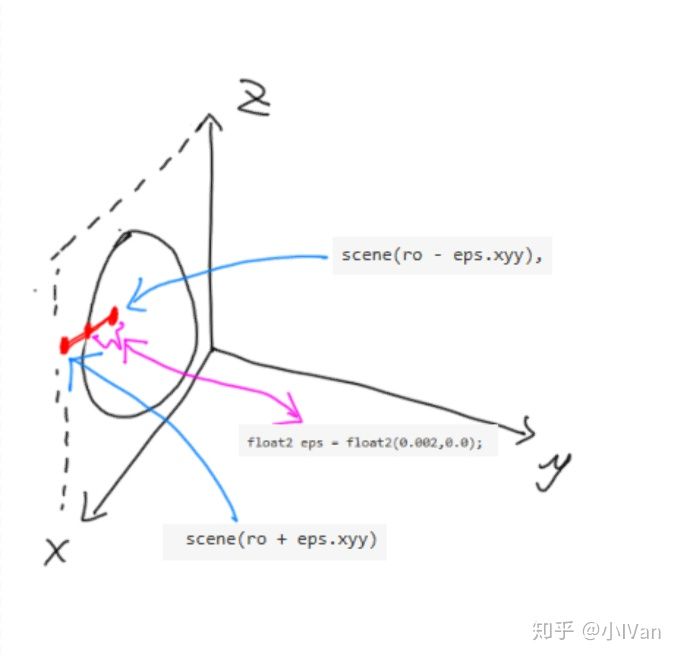 Z
scene(ro - eps.xyy),
float2 eps = float2(0.002,0.0);
y
scene(ro + eps.xyy)
X
知乎 @小IVan